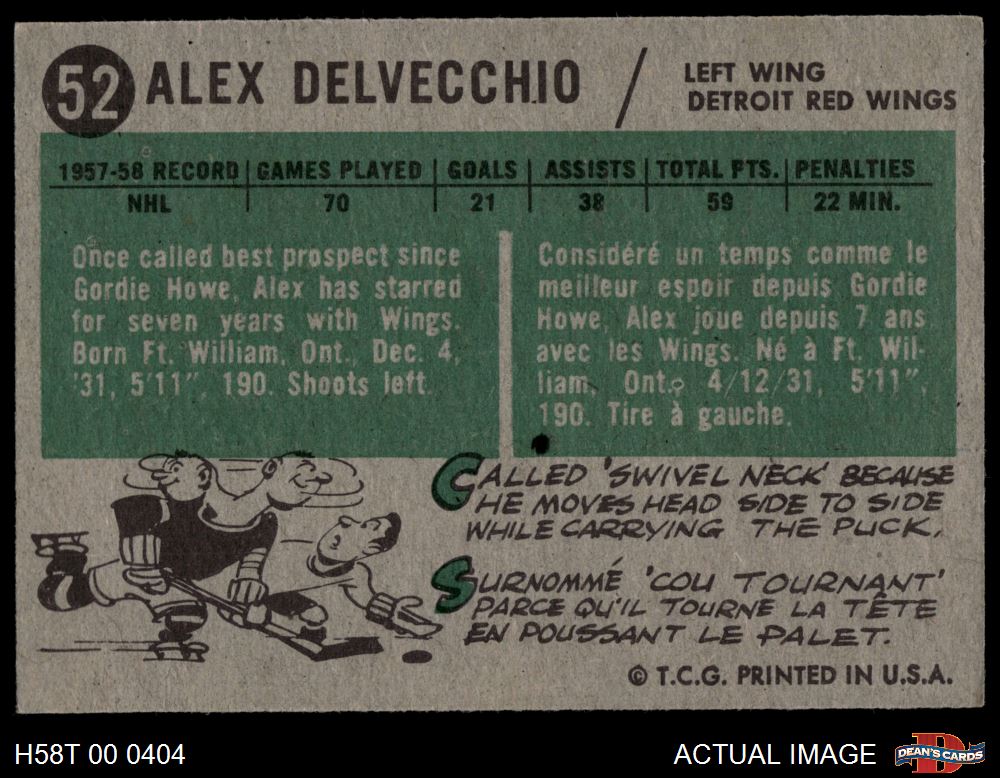 52 ALEX DELVECCHIO / LEFT WING
DETROIT RED WINGS
1957-58 RECORD GAMES PLAYED GOALS ASSISTS TOTAL PTS. PENALTIES
NHL 70 21 38 59 22 MIN.
Once called best prospect since
Gordie Howe, Alex has starred
for seven years with Wings.
Born Ft. William, Ont., Dec. 4,
'31, 5'11", 190. Shoots left.
Considéré un temps comme le
meilleur espoir depuis Gordie
Howe, Alex joue depuis 7 ans
avec les Wings. Né à Ft. Wil-
liam, Ont., 4/12/31, 5'11",
190. Tire à gauche.
CALLED 'SWIVEL NECK' BECAUSE
HE MOVES HEAD SIDE TO SIDE
WHILE CARRYING THE PUCK.
SURNOMMÉ 'COU TOURNANT'
PARCE QU'IL TOURNE LA TÊTE
EN POUSSANT LE PALET.
© T.C.G. PRINTED IN U.S.A.
H58T 00 0404
ACTUAL IMAGE
DEAN'S CARDS